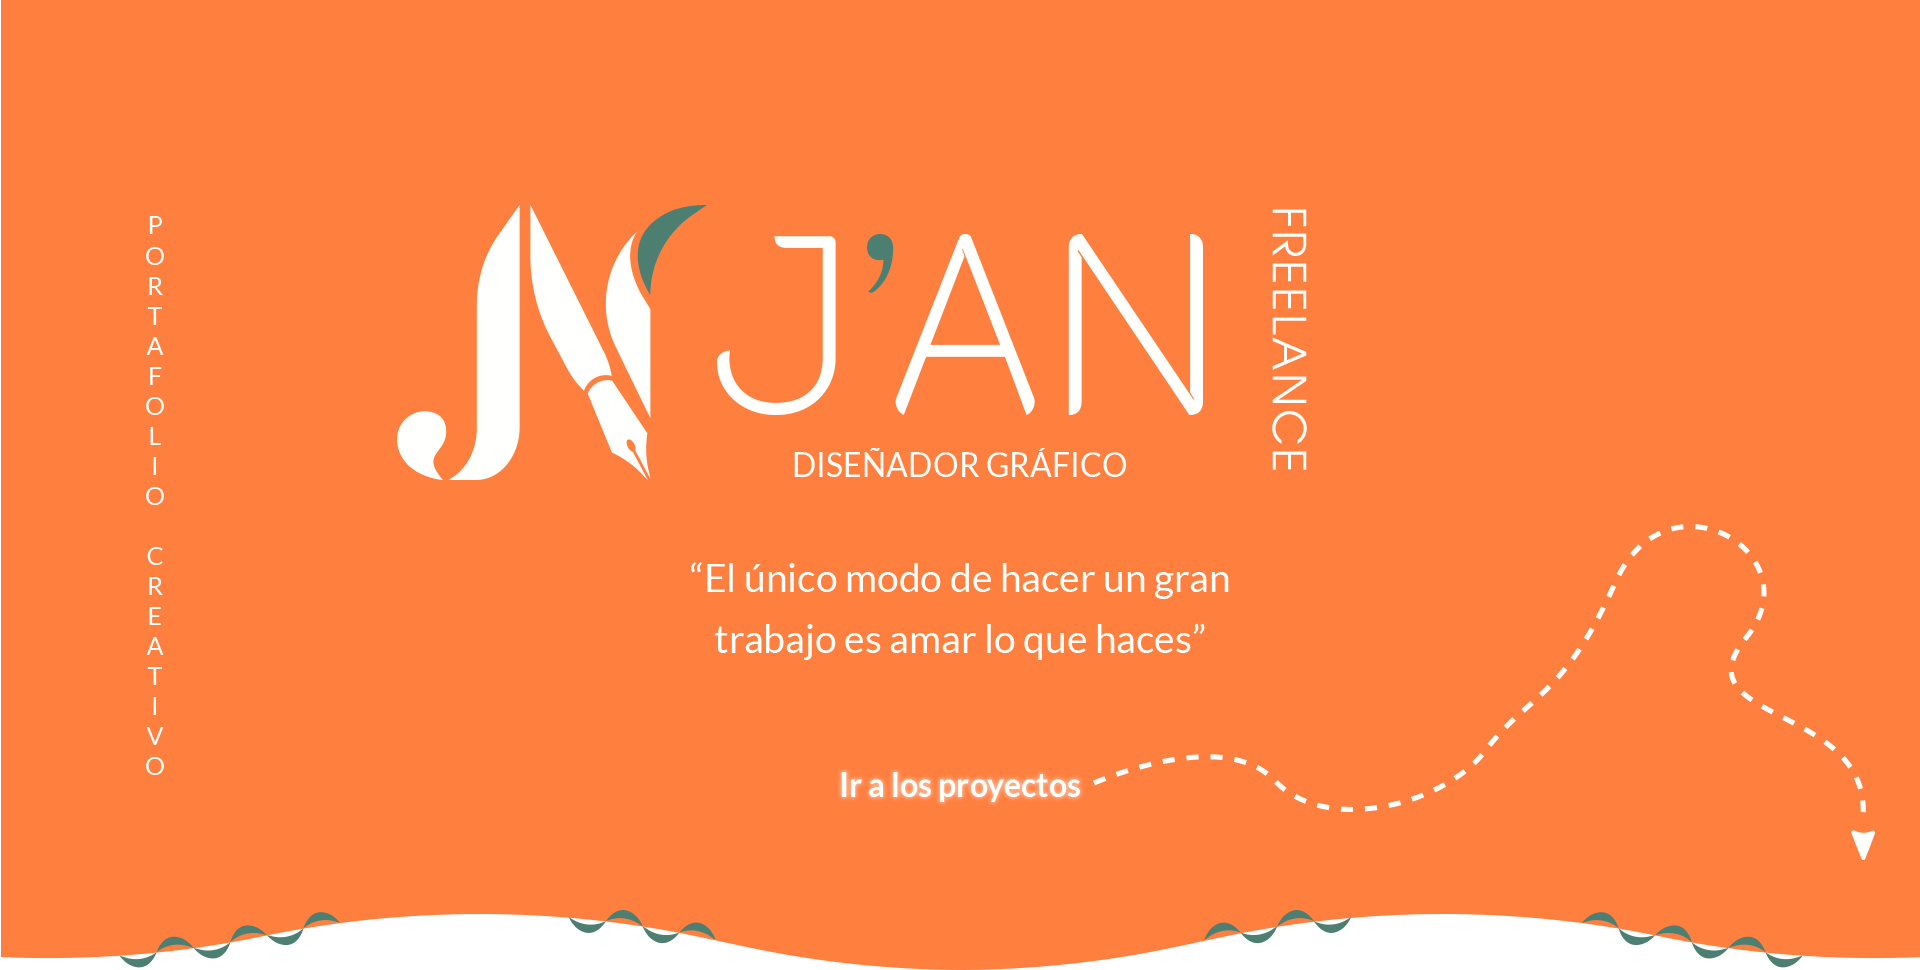 PORTAFOLIO CREATIVO
J’AN
FREELANCE
DISEÑADOR GRÁFICO
“El único modo de hacer un gran
trabajo es amar lo que haces”
Ir a los proyectos